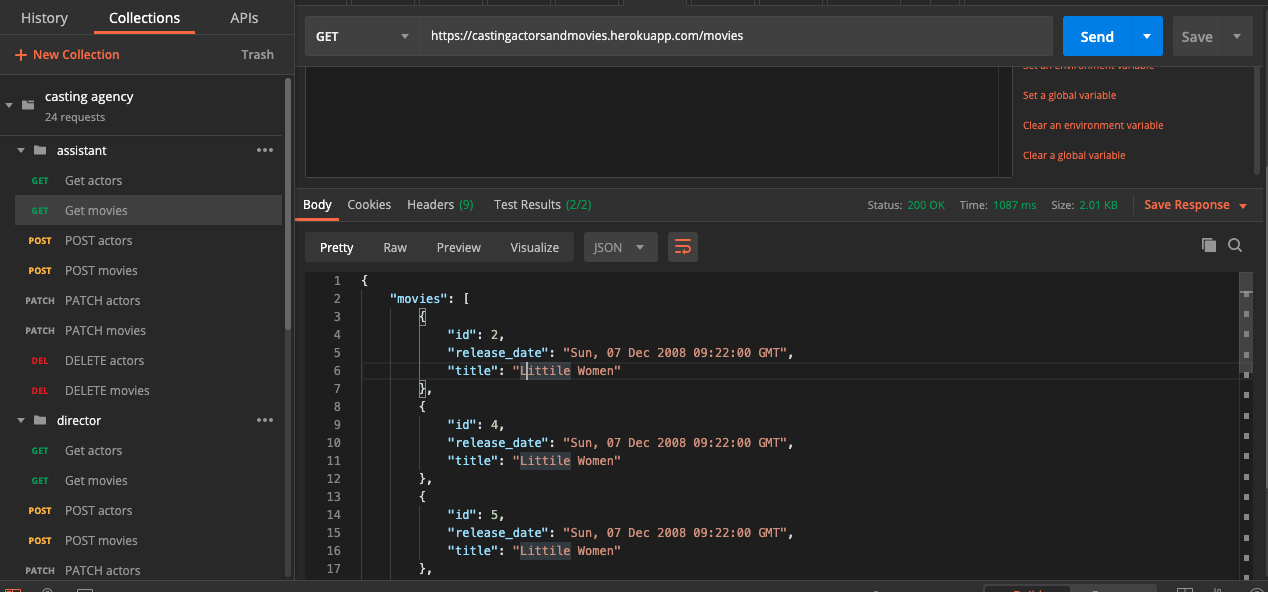 History Collections APIs
+ New Collection Trash
casting agency
24 requests
assistant
GET Get actors
GET Get movies
POST POST actors
POST POST movies
PATCH PATCH actors
PATCH PATCH movies
DEL DELETE actors
DEL DELETE movies
director
GET Get actors
GET Get movies
POST POST actors
POST POST movies
PATCH PATCH actors
GET https://castingactorsandmovies.herokuapp.com/movies Send Save
Set an environment variable
Set a global variable
Clear an environment variable
Clear a global variable
Body Cookies Headers (9) Test Results (2/2) Status: 200 OK Time: 1087 ms Size: 2.01 KB Save Response
Pretty Raw Preview Visualize JSON
1 {
2 "movies": [
3 {
4 "id": 2,
5 "release_date": "Sun, 07 Dec 2008 09:22:00 GMT",
6 "title": "Littile Women"
7 },
8 {
9 "id": 4,
10 "release_date": "Sun, 07 Dec 2008 09:22:00 GMT",
11 "title": "Littile Women"
12 },
13 {
14 "id": 5,
15 "release_date": "Sun, 07 Dec 2008 09:22:00 GMT",
16 "title": "Littile Women"
17 },